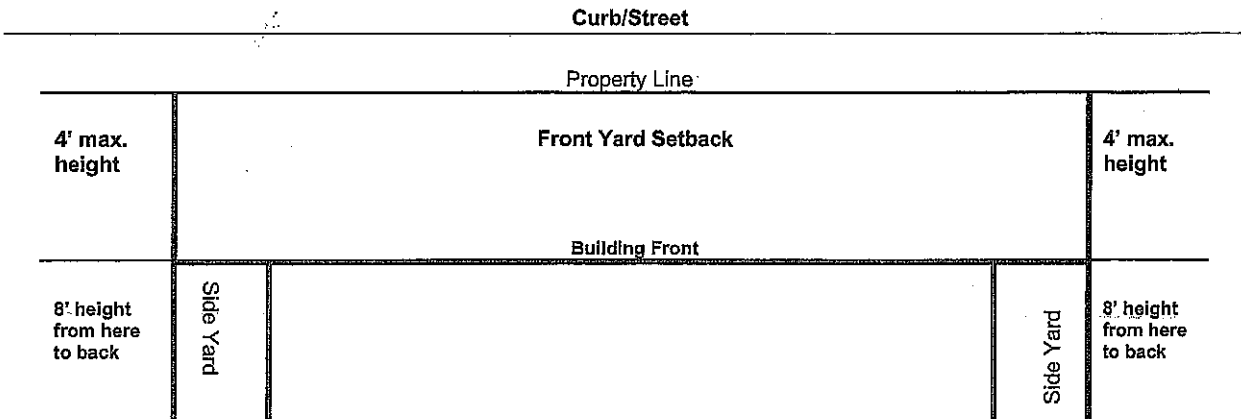 Curb/Street
Property Line
4' max.
height
Front Yard Setback
4' max.
height
Building Front
8' height
from here
to back
Side Yard
Side Yard
8' height
from here
to back